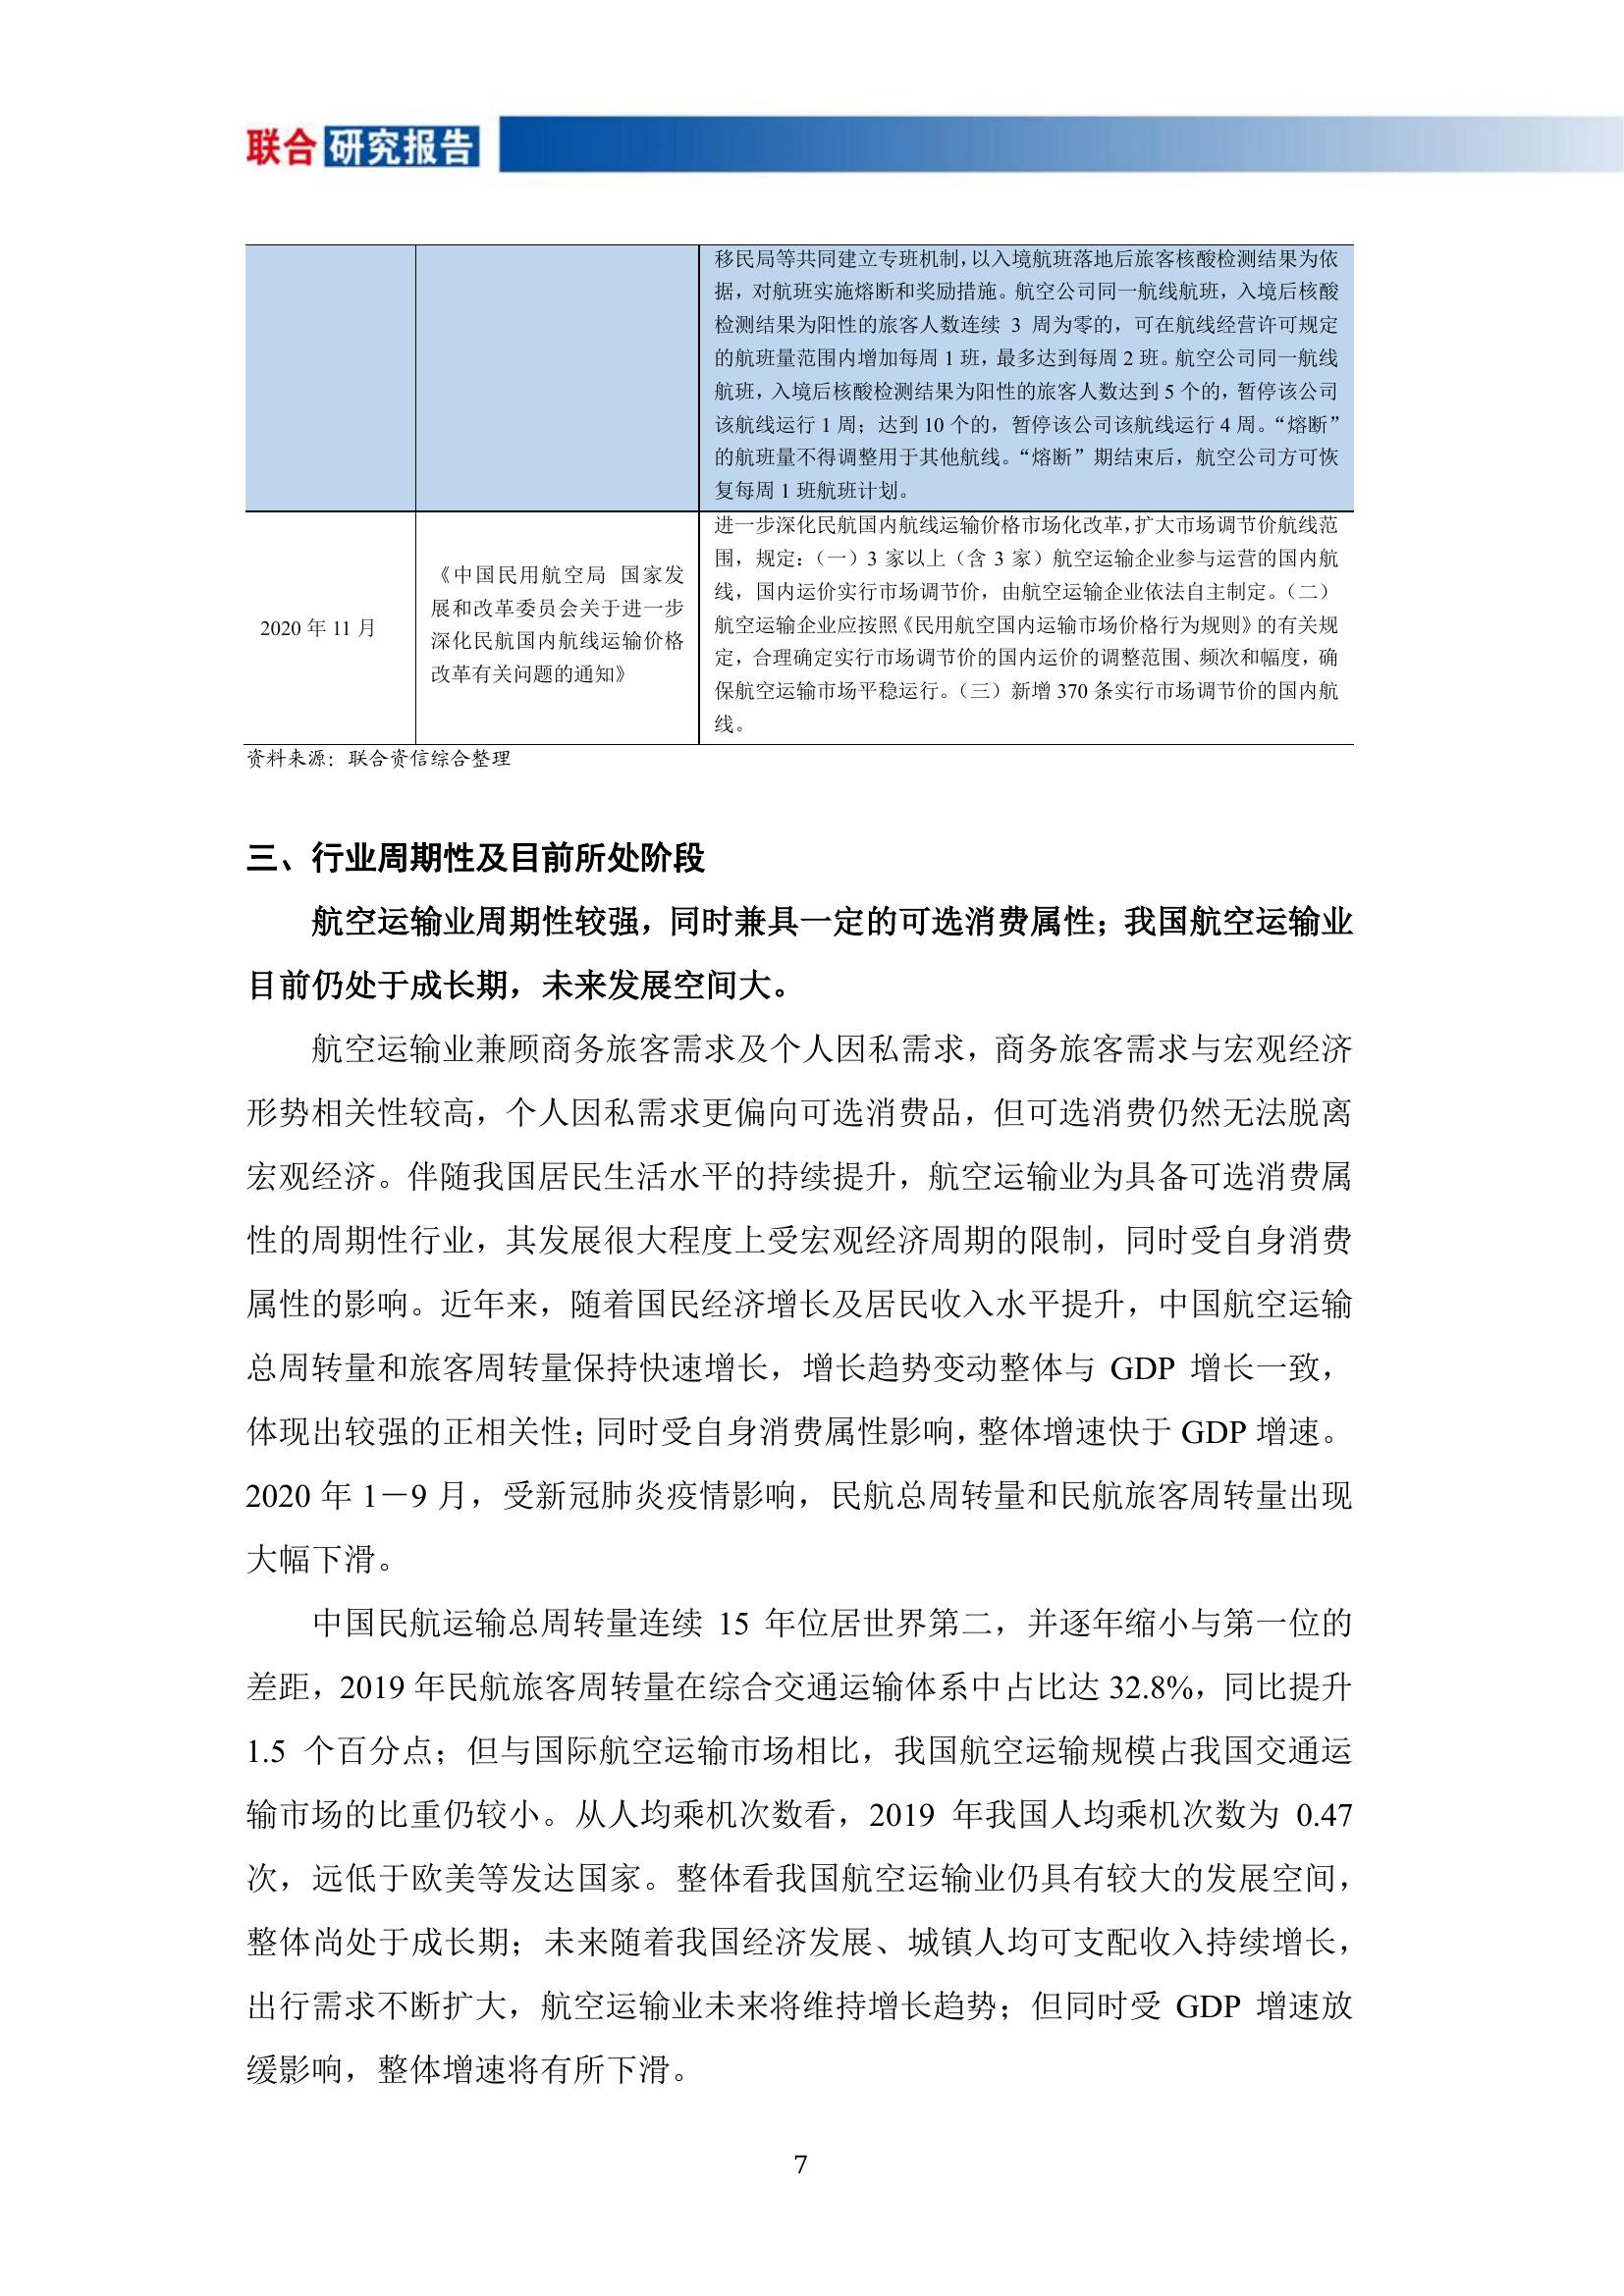 联合研究报告
移民局等共同建立专班机制，以入境航班落地后旅客核酸检测结果为依
据，对航班实施熔断和奖励措施。航空公司同一航线航班，入境后核酸
检测结果为阳性的旅客人数连续 3 周为零的，可在航线经营许可规定
的航班量范围内增加每周 1 班，最多达到每周 2 班。航空公司同一航线
航班，入境后核酸检测结果为阳性的旅客人数达到 5 个的，暂停该公司
该航线运行 1 周；达到 10 个的，暂停该公司该航线运行 4 周。“熔断”
的航班量不得调整用于其他航线。“熔断”期结束后，航空公司方可恢
复每周 1 班航班计划。
2020 年 11 月
《中国民用航空局 国家发
展和改革委员会关于进一步
深化民航国内航线运输价格
改革有关问题的通知》
进一步深化民航国内航线运输价格市场化改革，扩大市场调节价航线范
围，规定：（一）3 家以上（含 3 家）航空运输企业参与运营的国内航
线，国内运价实行市场调节价，由航空运输企业依法自主制定。（二）
航空运输企业应按照《民用航空国内运输市场价格行为规则》的有关规
定，合理确定实行市场调节价的国内运价的调整范围、频次和幅度，确
保航空运输市场平稳运行。（三）新增 370 条实行市场调节价的国内航
线。
资料来源：联合资信综合整理
三、行业周期性及目前所处阶段
航空运输业周期性较强，同时兼具一定的可选消费属性；我国航空运输业
目前仍处于成长期，未来发展空间大。
航空运输业兼顾商务旅客需求及个人因私需求，商务旅客需求与宏观经济
形势相关性较高，个人因私需求更偏向可选消费品，但可选消费仍然无法脱离
宏观经济。伴随我国居民生活水平的持续提升，航空运输业为具备可选消费属
性的周期性行业，其发展很大程度上受宏观经济周期的限制，同时受自身消费
属性的影响。近年来，随着国民经济增长及居民收入水平提升，中国航空运输
总周转量和旅客周转量保持快速增长，增长趋势变动整体与 GDP 增长一致，
体现出较强的正相关性；同时受自身消费属性影响，整体增速快于 GDP 增速。
2020 年 1－9 月，受新冠肺炎疫情影响，民航总周转量和民航旅客周转量出现
大幅下滑。
中国民航运输总周转量连续 15 年位居世界第二，并逐年缩小与第一位的
差距，2019 年民航旅客周转量在综合交通运输体系中占比达 32.8%，同比提升
1.5 个百分点；但与国际航空运输市场相比，我国航空运输规模占我国交通运
输市场的比重仍较小。从人均乘机次数看，2019 年我国人均乘机次数为 0.47
次，远低于欧美等发达国家。整体看我国航空运输业仍具有较大的发展空间，
整体尚处于成长期；未来随着我国经济发展、城镇人均可支配收入持续增长，
出行需求不断扩大，航空运输业未来将维持增长趋势；但同时受 GDP 增速放
缓影响，整体增速将有所下滑。
7